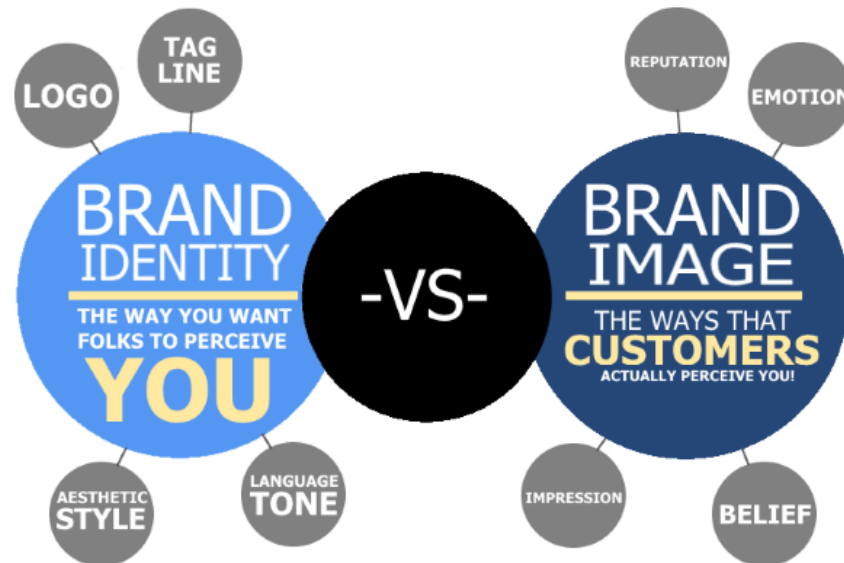 TAG
LINE
LOGO
BRAND
IDENTITY
THE WAY YOU WANT
FOLKS TO PERCEIVE
YOU
AESTHETIC
STYLE
LANGUAGE
TONE
-VS-
REPUTATION
EMOTION
BRAND
IMAGE
THE WAYS THAT
CUSTOMERS
ACTUALLY PERCEIVE YOU!
IMPRESSION
BELIEF